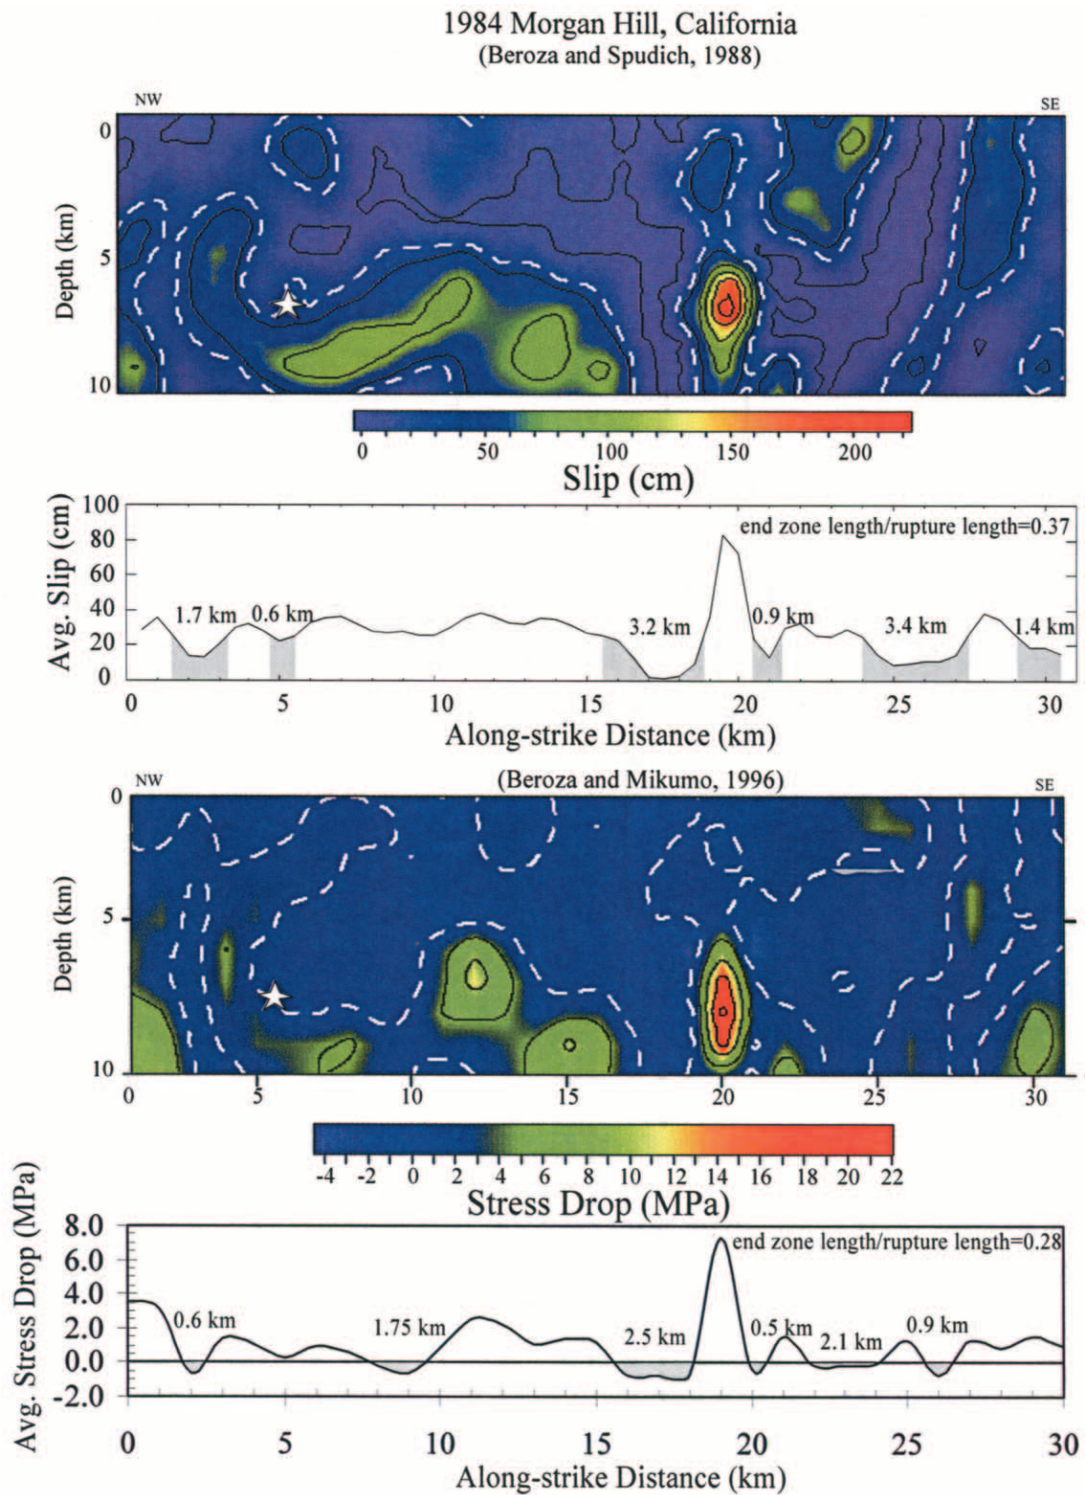 1984 Morgan Hill, California
(Beroza and Spudich, 1988)
NW SE
0
5
10
Depth (km)
0 50 100 150 200
Slip (cm)
100
80
60
40
20
0
Avg. Slip (cm)
end zone length/rupture length=0.37
1.7 km 0.6 km 3.2 km 0.9 km 3.4 km 1.4 km
0 5 10 15 20 25 30
Along-strike Distance (km)
NW (Beroza and Mikumo, 1996) SE
0
5
10
Depth (km)
0 5 10 15 20 25 30
-4 -2 0 2 4 6 8 10 12 14 16 18 20 22
Stress Drop (MPa)
8.0
6.0
4.0
2.0
0.0
-2.0
Avg. Stress Drop (MPa)
end zone length/rupture length=0.28
0.6 km 1.75 km 2.5 km 0.5 km 2.1 km 0.9 km
0 5 10 15 20 25 30
Along-strike Distance (km)